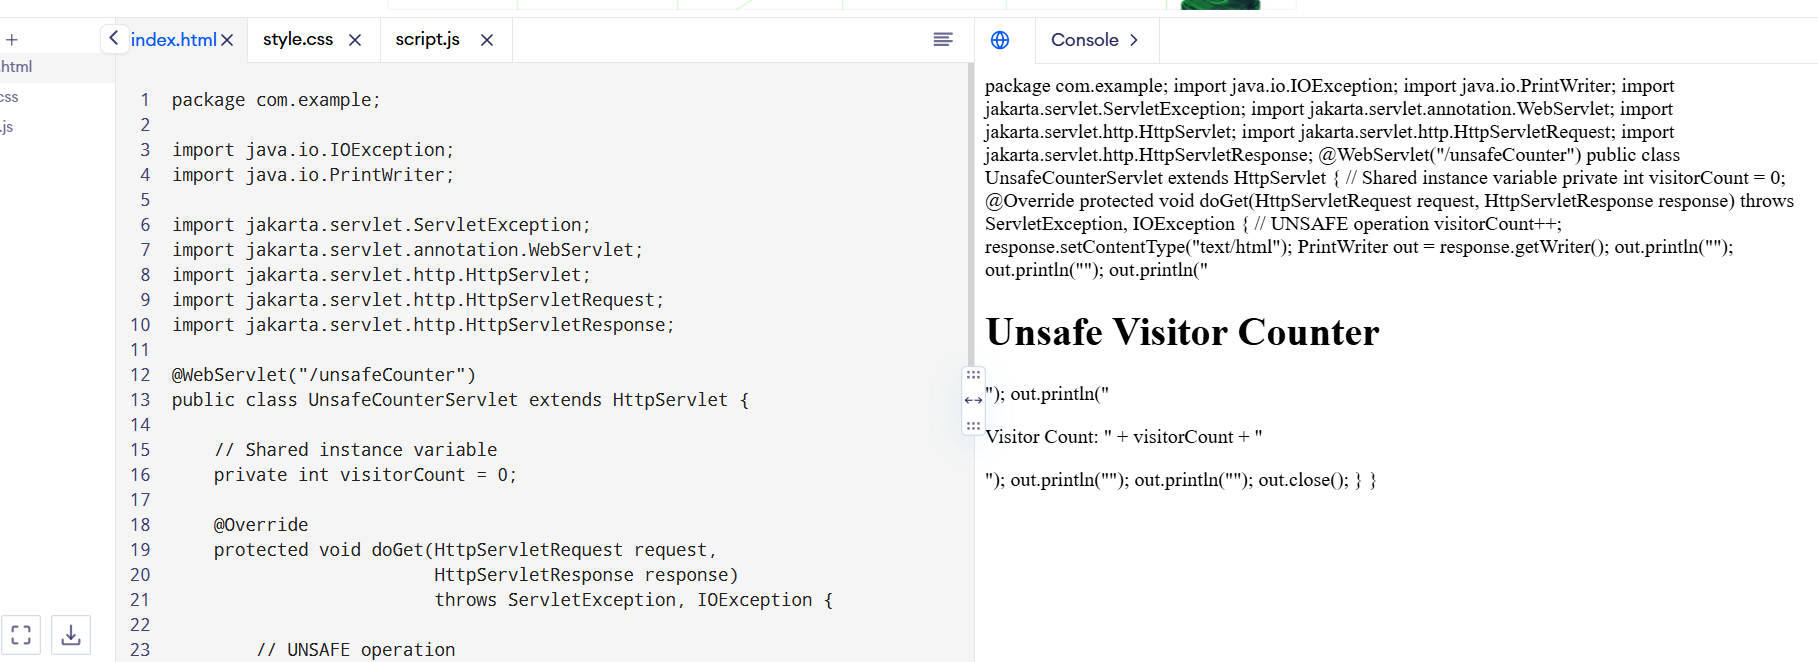 index.html
style.css
script.js
Console
html
css
.js
1 package com.example;
2
3 import java.io.IOException;
4 import java.io.PrintWriter;
5
6 import jakarta.servlet.ServletException;
7 import jakarta.servlet.annotation.WebServlet;
8 import jakarta.servlet.http.HttpServlet;
9 import jakarta.servlet.http.HttpServletRequest;
10 import jakarta.servlet.http.HttpServletResponse;
11
12 @WebServlet("/unsafeCounter")
13 public class UnsafeCounterServlet extends HttpServlet {
14
15 // Shared instance variable
16 private int visitorCount = 0;
17
18 @Override
19 protected void doGet(HttpServletRequest request,
20 HttpServletResponse response)
21 throws ServletException, IOException {
22
23 // UNSAFE operation
package com.example; import java.io.IOException; import java.io.PrintWriter; import
jakarta.servlet.ServletException; import jakarta.servlet.annotation.WebServlet; import
jakarta.servlet.http.HttpServlet; import jakarta.servlet.http.HttpServletRequest; import
jakarta.servlet.http.HttpServletResponse; @WebServlet("/unsafeCounter") public class
UnsafeCounterServlet extends HttpServlet { // Shared instance variable private int visitorCount = 0;
@Override protected void doGet(HttpServletRequest request, HttpServletResponse response) throws
ServletException, IOException { // UNSAFE operation visitorCount++;
response.setContentType("text/html"); PrintWriter out = response.getWriter(); out.println("");
out.println(""); out.println("
Unsafe Visitor Counter
"); out.println("
Visitor Count: " + visitorCount + "
"); out.println(""); out.println(""); out.close(); } }